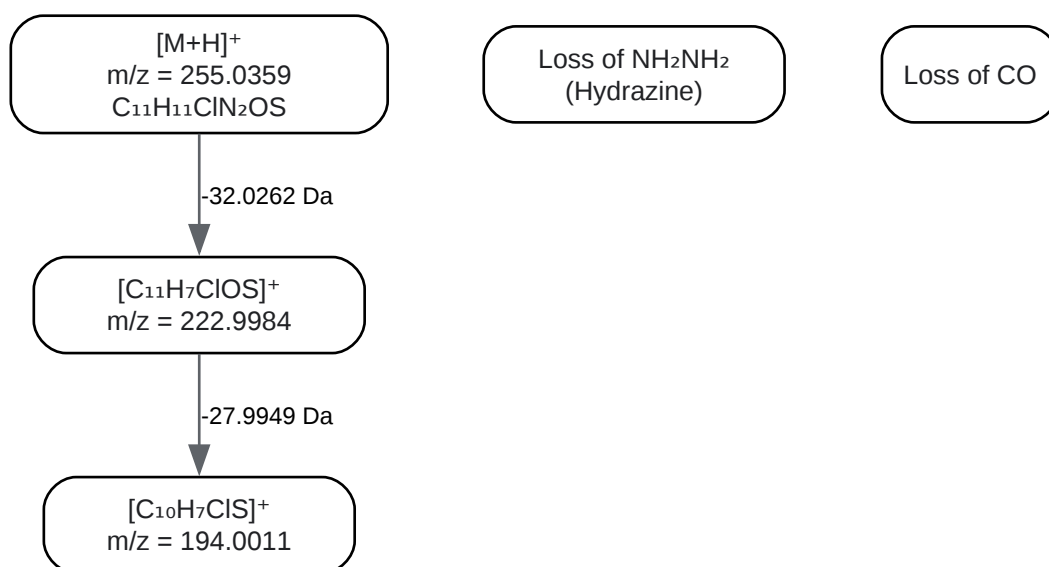 [M+H]⁺
m/z = 255.0359
C₁₁H₁₁ClN₂OS
Loss of NH₂NH₂
(Hydrazine)
Loss of CO
-32.0262 Da
[C₁₁H₇ClOS]⁺
m/z = 222.9984
-27.9949 Da
[C₁₀H₇ClS]⁺
m/z = 194.0011